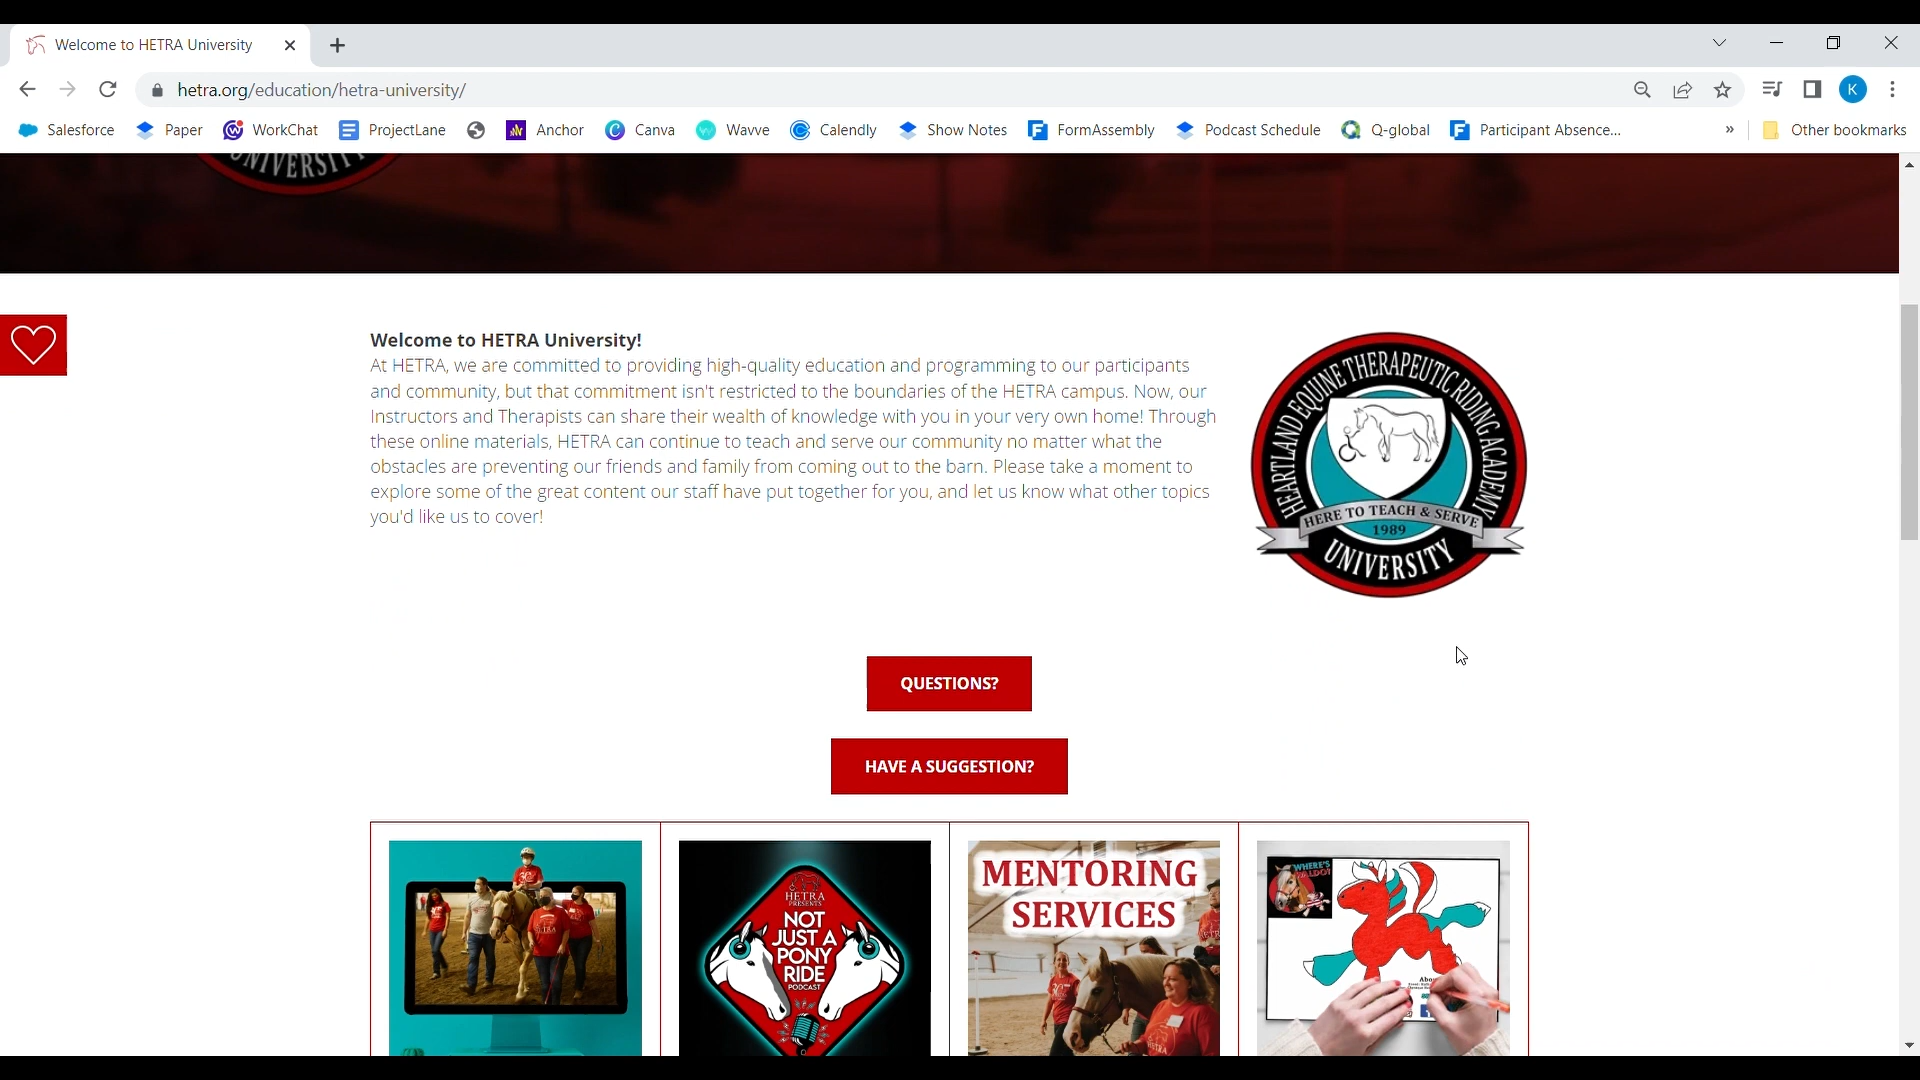 Welcome to HETRA University
hetra.org/education/hetra-university/
K
Salesforce
Paper
WorkChat
ProjectLane
Anchor
Canva
Wavve
Calendly
Show Notes
FormAssembly
Podcast Schedule
Q-global
Participant Absence...
»
Other bookmarks
UNIVERSITY
Welcome to HETRA University!
At HETRA, we are committed to providing high-quality education and programming to our participants
and community, but that commitment isn't restricted to the boundaries of the HETRA campus. Now, our
Instructors and Therapists can share their wealth of knowledge with you in your very own home! Through
these online materials, HETRA can continue to teach and serve our community no matter what the
obstacles are preventing our friends and family from coming out to the barn. Please take a moment to
explore some of the great content our staff have put together for you, and let us know what other topics
you'd like us to cover!
HEARTLAND EQUINE THERAPEUTIC RIDING ACADEMY
HERE TO TEACH & SERVE
1989
UNIVERSITY
QUESTIONS?
HAVE A SUGGESTION?
HETRA
PRESENTS
NOT
JUST A
PONY
RIDE
PODCAST
MENTORING
SERVICES
WHERE'S